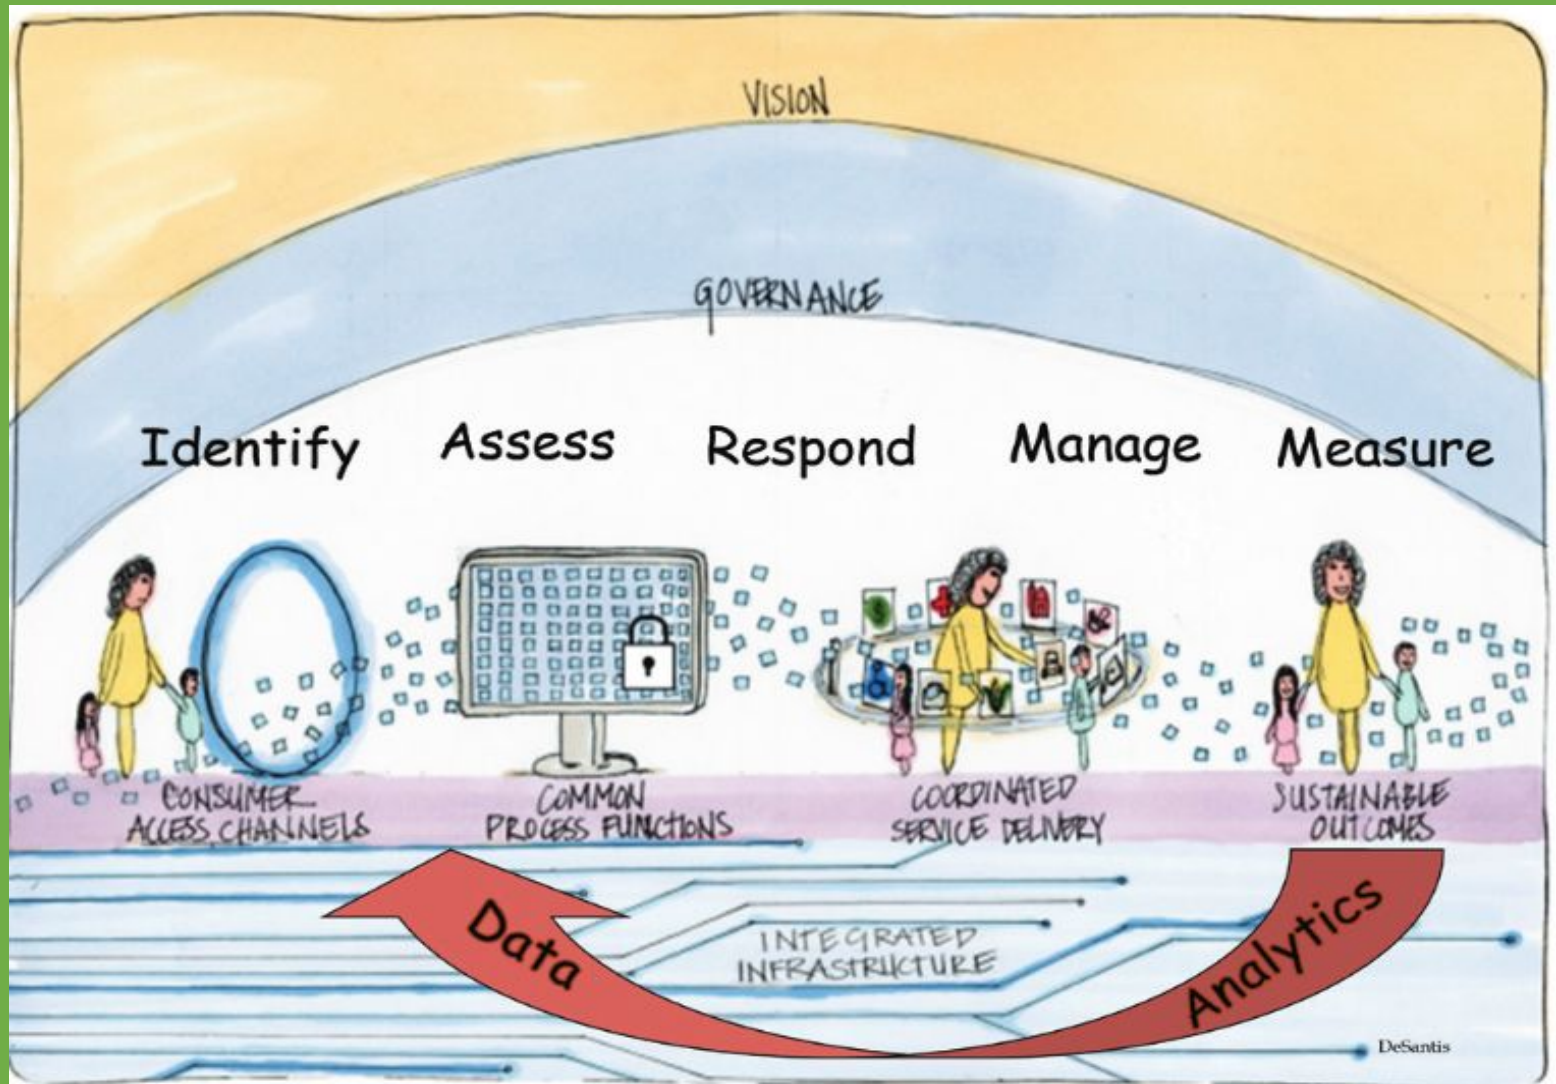 VISION
GOVERNANCE
Identify Assess Respond Manage Measure
CONSUMER
ACCESS CHANNELS
COMMON
PROCESS FUNCTIONS
COORDINATED
SERVICE DELIVERY
SUSTAINABLE
OUTCOMES
Data
Analytics
INTEGRATED
INFRASTRUCTURE
DeSantis